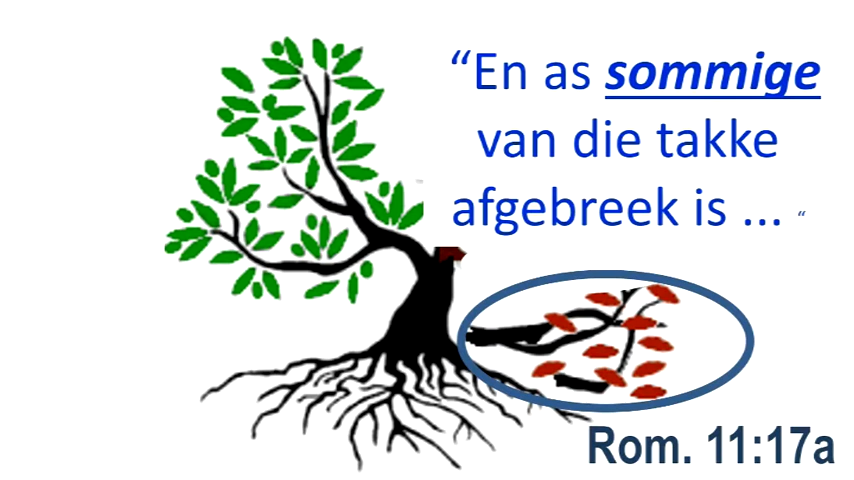 “En as sommige
van die takke
afgebreek is ... “
Rom. 11:17a